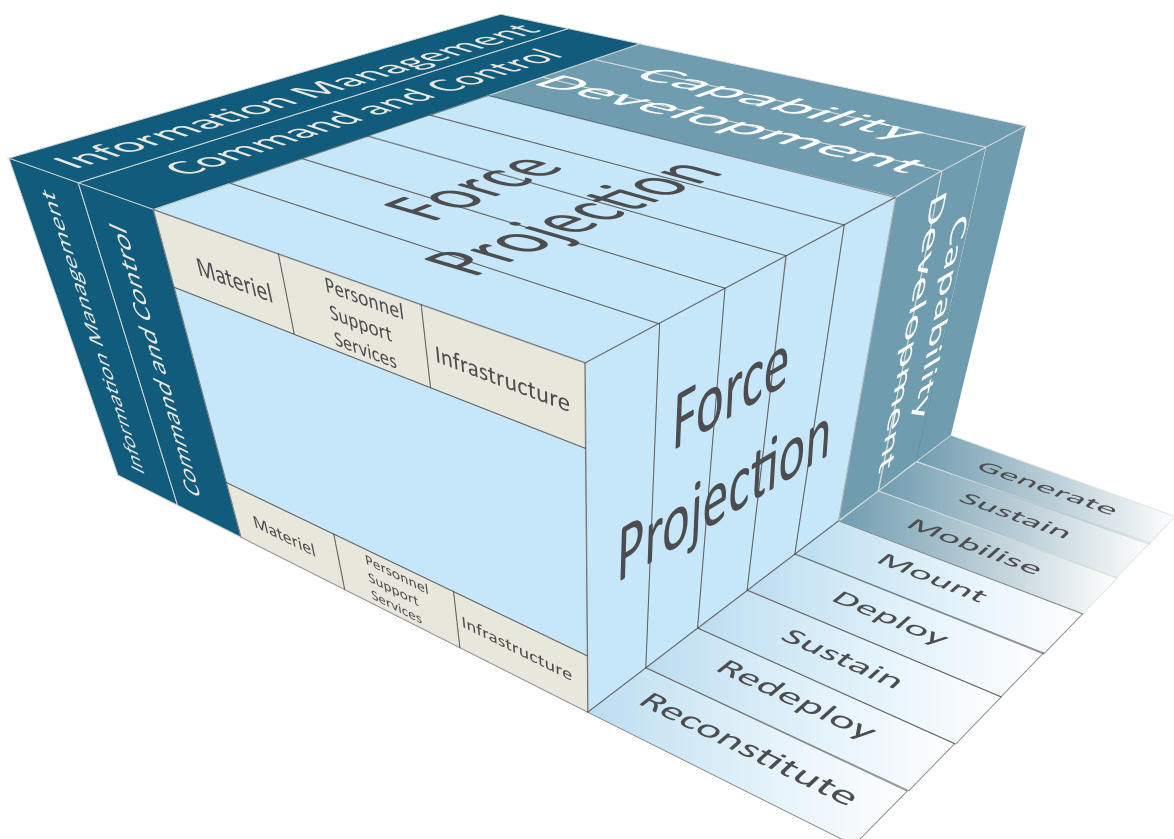 Information Management
Command and Control
Capability
Development
Force
Projection
Information Management
Command and Control
Materiel
Personnel
Support
Services
Infrastructure
Force
Projection
Capability
Development
Materiel
Personnel
Support
Services
Infrastructure
Generate
Sustain
Mobilise
Mount
Deploy
Sustain
Redeploy
Reconstitute